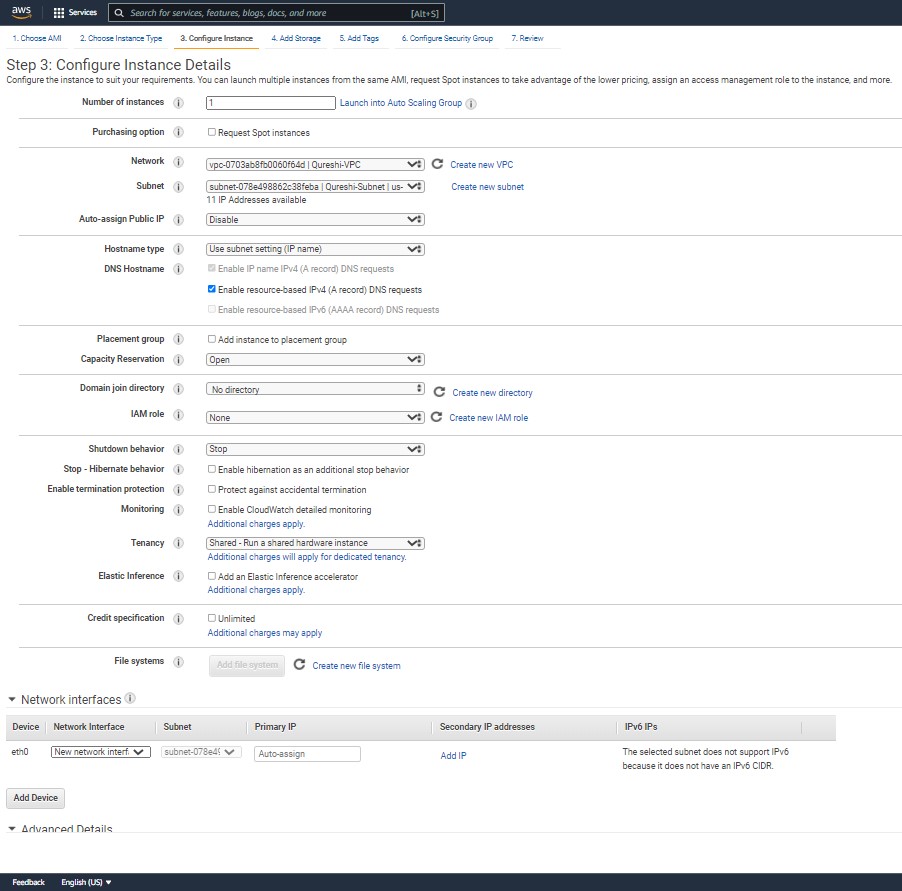 aws Services Search for services, features, blogs, docs, and more [Alt+S]
1. Choose AMI 2. Choose Instance Type 3. Configure Instance 4. Add Storage 5. Add Tags 6. Configure Security Group 7. Review
Step 3: Configure Instance Details
Configure the instance to suit your requirements. You can launch multiple instances from the same AMI, request Spot instances to take advantage of the lower pricing, assign an access management role to the instance, and more.
Number of instances i 1 Launch into Auto Scaling Group i
Purchasing option i Request Spot instances
Network i vpc-0703ab8fb0060f64d | Qureshi-VPC Create new VPC
Subnet i subnet-078e498862c38feba | Qureshi-Subnet | us- Create new subnet
11 IP Addresses available
Auto-assign Public IP i Disable
Hostname type i Use subnet setting (IP name)
DNS Hostname i Enable IP name IPv4 (A record) DNS requests
Enable resource-based IPv4 (A record) DNS requests
Enable resource-based IPv6 (AAAA record) DNS requests
Placement group i Add instance to placement group
Capacity Reservation i Open
Domain join directory i No directory Create new directory
IAM role i None Create new IAM role
Shutdown behavior i Stop
Stop - Hibernate behavior i Enable hibernation as an additional stop behavior
Enable termination protection i Protect against accidental termination
Monitoring i Enable CloudWatch detailed monitoring
Additional charges apply.
Tenancy i Shared - Run a shared hardware instance
Additional charges will apply for dedicated tenancy.
Elastic Inference i Add an Elastic Inference accelerator
Additional charges apply.
Credit specification i Unlimited
Additional charges may apply
File systems i Add file system Create new file system
Network interfaces i
Device Network Interface Subnet Primary IP Secondary IP addresses IPv6 IPs
eth0 New network interf subnet-078e49 Auto-assign Add IP The selected subnet does not support IPv6
because it does not have an IPv6 CIDR.
Add Device
Advanced Details
Feedback English (US)